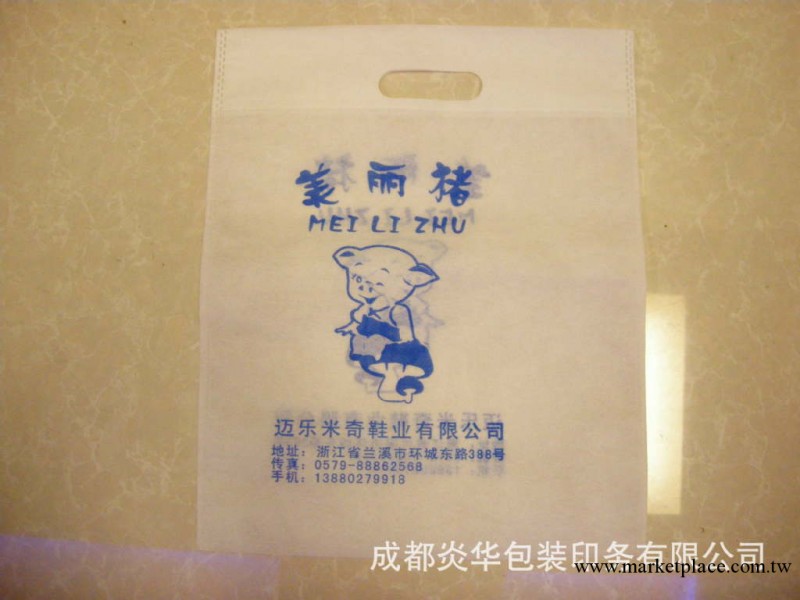 美丽猪
MEI LI ZHU
迈乐米奇鞋业有限公司
地址：浙江省兰溪市环城东路388号
传真：0579-88862568
手机：13880279918
成都炎华包装印务有限公司
www.marketplace.com.tw